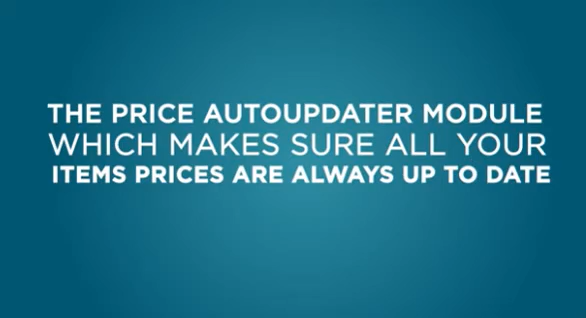 THE PRICE AUTOUPDATER MODULE
WHICH MAKES SURE ALL YOUR
ITEMS PRICES ARE ALWAYS UP TO DATE